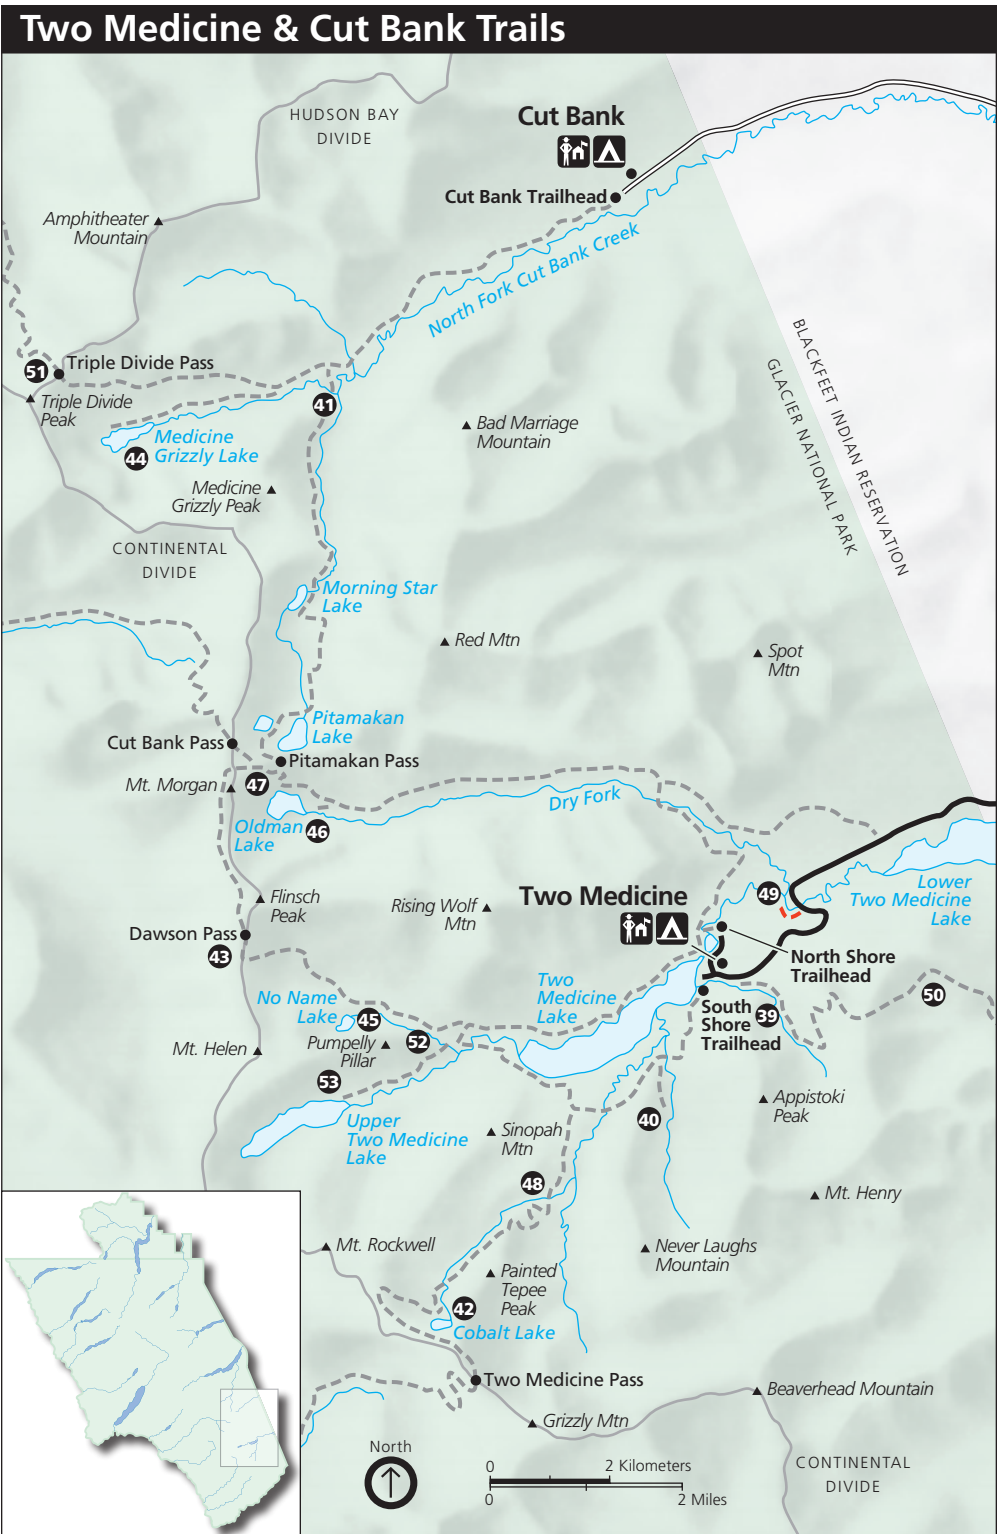 Two Medicine & Cut Bank Trails
HUDSON BAY
DIVIDE
Cut Bank
Cut Bank Trailhead
Amphitheater
Mountain
North Fork Cut Bank Creek
BLACKFEET INDIAN RESERVATION
GLACIER NATIONAL PARK
51
Triple Divide Pass
Triple Divide
Peak
41
Medicine
Grizzly Lake
44
Bad Marriage
Mountain
Medicine
Grizzly Peak
CONTINENTAL
DIVIDE
Morning Star
Lake
Red Mtn
Spot
Mtn
Pitamakan
Lake
Cut Bank Pass
Pitamakan Pass
Mt. Morgan
47
Dry Fork
Oldman
Lake
46
Flinsch
Peak
Rising Wolf
Mtn
Two Medicine
49
Lower
Two Medicine
Lake
Dawson Pass
43
North Shore
Trailhead
Two
Medicine
Lake
South
Shore
Trailhead
39
50
No Name
Lake
45
52
Pumpelly
Pillar
Mt. Helen
53
Appistoki
Peak
Upper
Two Medicine
Lake
Sinopah
Mtn
40
48
Mt. Henry
Mt. Rockwell
Never Laughs
Mountain
Painted
Tepee
Peak
42
Cobalt Lake
Two Medicine Pass
Beaverhead Mountain
Grizzly Mtn
North
0
2 Kilometers
0
2 Miles
CONTINENTAL
DIVIDE